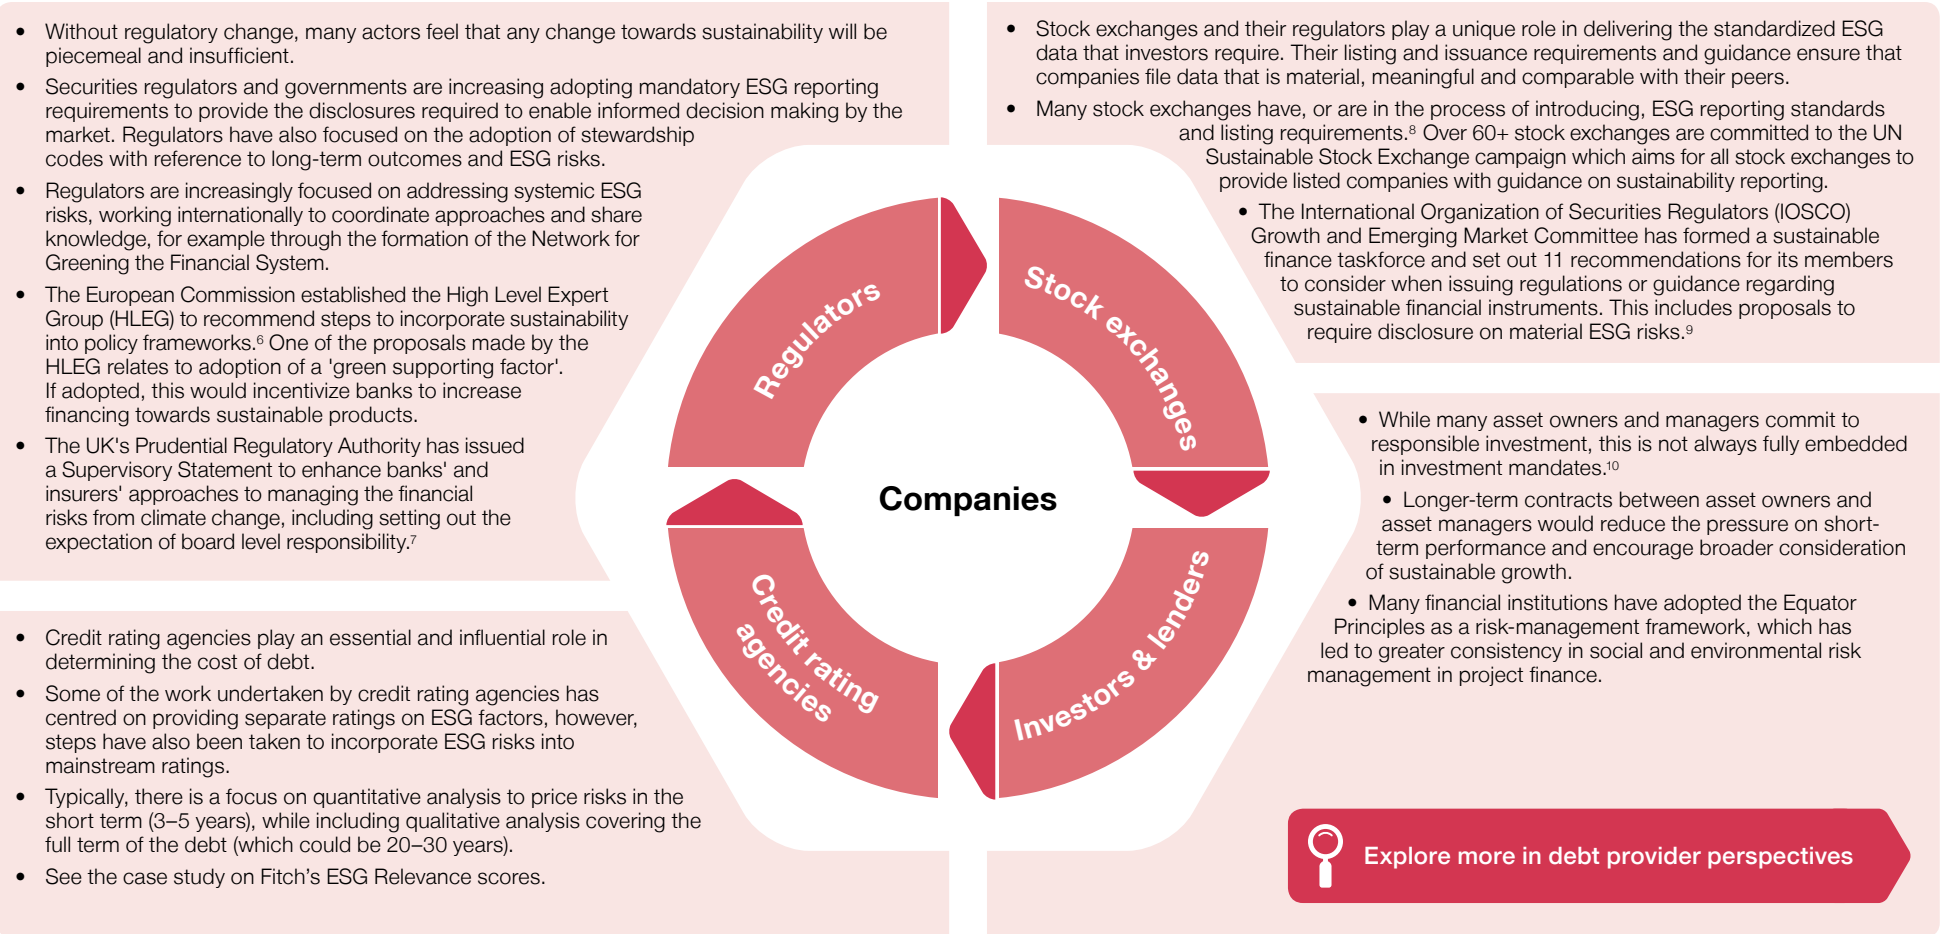 • Without regulatory change, many actors feel that any change towards sustainability will be
piecemeal and insufficient.
• Securities regulators and governments are increasing adopting mandatory ESG reporting
requirements to provide the disclosures required to enable informed decision making by the
market. Regulators have also focused on the adoption of stewardship
codes with reference to long-term outcomes and ESG risks.
• Regulators are increasingly focused on addressing systemic ESG
risks, working internationally to coordinate approaches and share
knowledge, for example through the formation of the Network for
Greening the Financial System.
• The European Commission established the High Level Expert
Group (HLEG) to recommend steps to incorporate sustainability
into policy frameworks.⁶ One of the proposals made by the
HLEG relates to adoption of a 'green supporting factor'.
If adopted, this would incentivize banks to increase
financing towards sustainable products.
• The UK's Prudential Regulatory Authority has issued
a Supervisory Statement to enhance banks' and
insurers' approaches to managing the financial
risks from climate change, including setting out the
expectation of board level responsibility.⁷
• Stock exchanges and their regulators play a unique role in delivering the standardized ESG
data that investors require. Their listing and issuance requirements and guidance ensure that
companies file data that is material, meaningful and comparable with their peers.
• Many stock exchanges have, or are in the process of introducing, ESG reporting standards
and listing requirements.⁸ Over 60+ stock exchanges are committed to the UN
Sustainable Stock Exchange campaign which aims for all stock exchanges to
provide listed companies with guidance on sustainability reporting.
• The International Organization of Securities Regulators (IOSCO)
Growth and Emerging Market Committee has formed a sustainable
finance taskforce and set out 11 recommendations for its members
to consider when issuing regulations or guidance regarding
sustainable financial instruments. This includes proposals to
require disclosure on material ESG risks.⁹
Regulators
Stock exchanges
Companies
Credit rating
agencies
Investors & lenders
• While many asset owners and managers commit to
responsible investment, this is not always fully embedded
in investment mandates.¹⁰
• Longer-term contracts between asset owners and
asset managers would reduce the pressure on short-
term performance and encourage broader consideration
of sustainable growth.
• Many financial institutions have adopted the Equator
Principles as a risk-management framework, which has
led to greater consistency in social and environmental risk
management in project finance.
• Credit rating agencies play an essential and influential role in
determining the cost of debt.
• Some of the work undertaken by credit rating agencies has
centred on providing separate ratings on ESG factors, however,
steps have also been taken to incorporate ESG risks into
mainstream ratings.
• Typically, there is a focus on quantitative analysis to price risks in the
short term (3–5 years), while including qualitative analysis covering the
full term of the debt (which could be 20–30 years).
• See the case study on Fitch’s ESG Relevance scores.
Explore more in debt provider perspectives